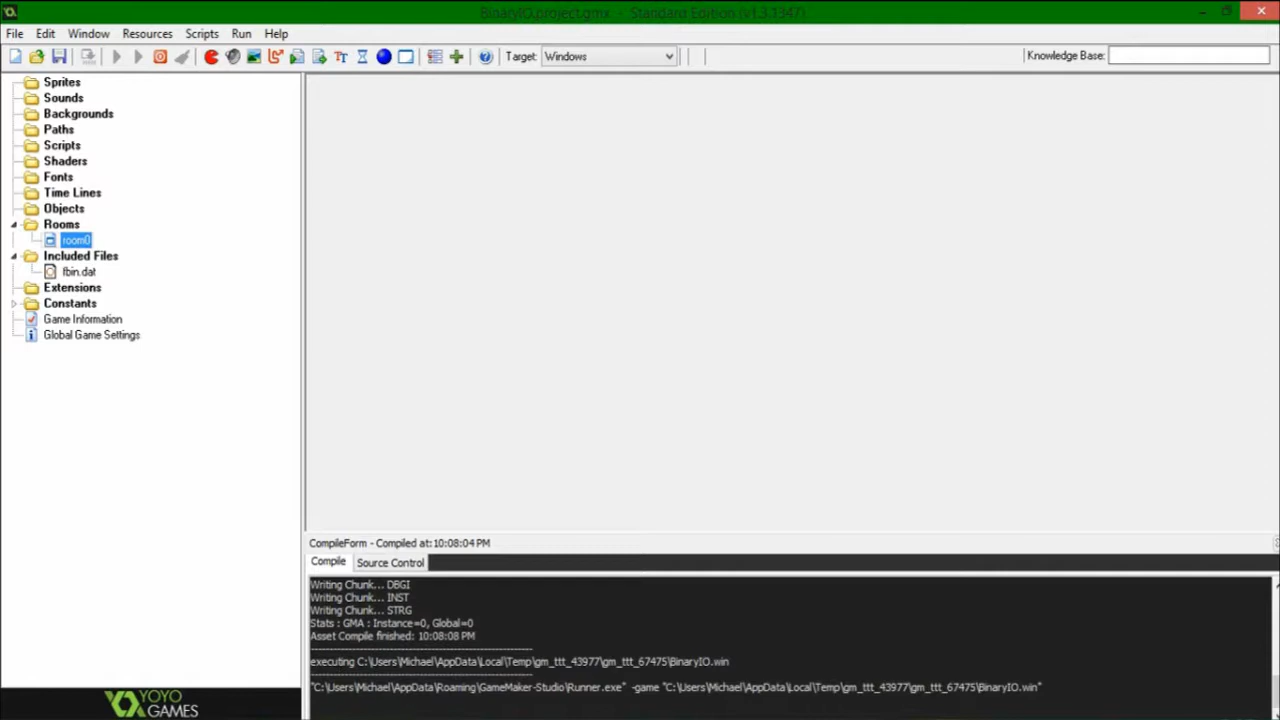 BinaryIO.project.gmx - Standard Edition (v1.3.1347)
File Edit Window Resources Scripts Run Help
Target: Windows Knowledge Base:
Sprites
Sounds
Backgrounds
Paths
Scripts
Shaders
Fonts
Time Lines
Objects
Rooms
room0
Included Files
fbin.dat
Extensions
Constants
Game Information
Global Game Settings
CompileForm - Compiled at:10:08:04 PM
Compile Source Control
Writing Chunk... DBGI
Writing Chunk... INST
Writing Chunk... STRG
Stats : GMA : Instance=0, Global=0
Asset Compile finished: 10:08:08 PM
executing C:\Users\Michael\AppData\Local\Temp\gm_ttt_43977\gm_ttt_67475\BinaryIO.win
"C:\Users\Michael\AppData\Roaming\GameMaker-Studio\Runner.exe" -game "C:\Users\Michael\AppData\Local\Temp\gm_ttt_43977\gm_ttt_67475\BinaryIO.win"
YOYO
GAMES